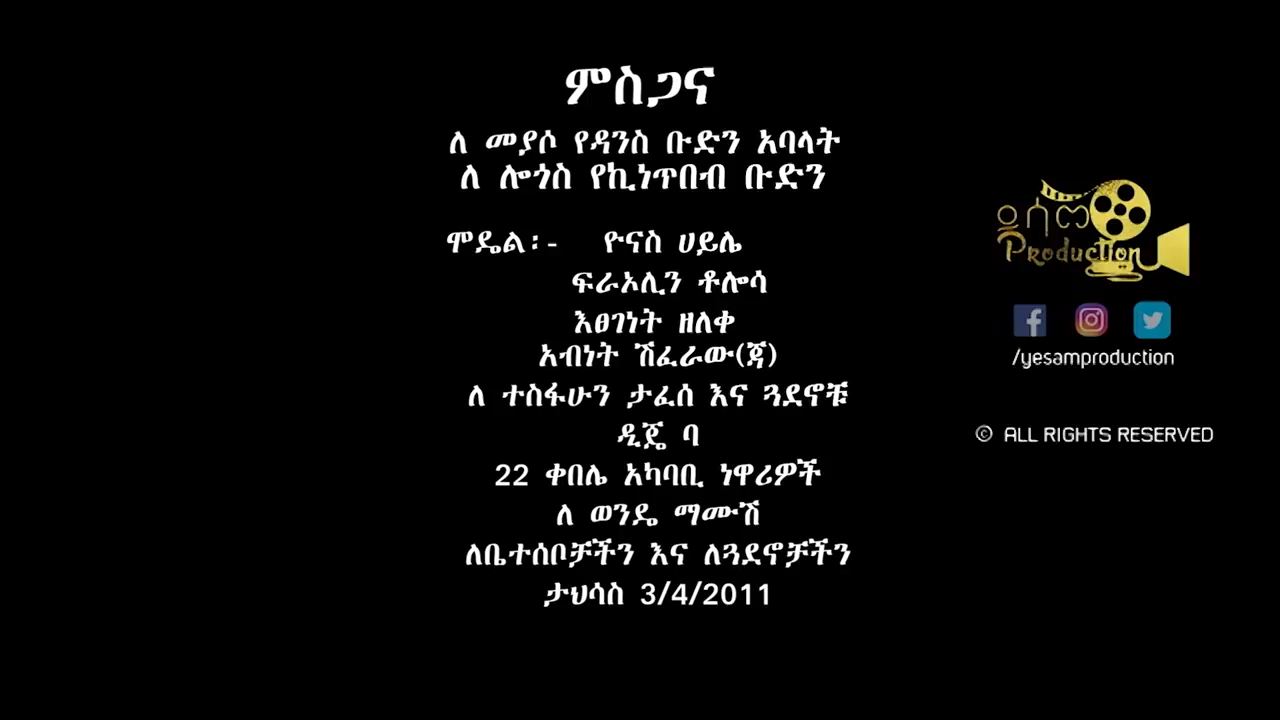 ምስጋና
ለ መያሶ የዳንስ ቡድን አባላት
ለ ሎጎስ የኪነጥበብ ቡድን
ሞዴል፡- ዮናስ ሀይሌ
ፍራኦሊን ቶሎሳ
እፀገነት ዘለቀ
አብነት ሽፈራው(ጃ)
ለ ተስፋሁን ታፈሰ እና ጓደኖቹ
ዲጄ ባ
22 ቀበሌ አካባቢ ነዋሪዎች
ለ ወንዴ ማሙሽ
ለቤተሰቦቻችን እና ለጓደኖቻችን
ታህሳስ 3/4/2011
Production
/yesamproduction
© ALL RIGHTS RESERVED